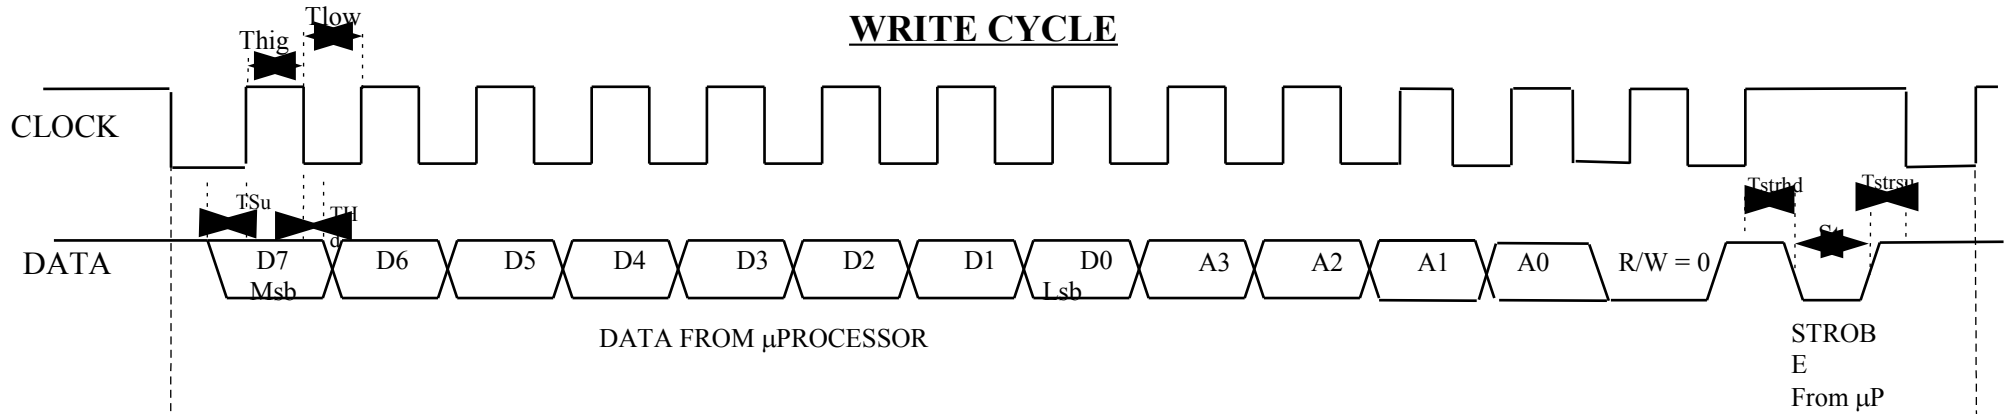 WRITE CYCLE
Tlow
Thig
CLOCK
TSu
TH
Tstrhd
Tstrsu
DATA
D7
Msb
D6
D5
D4
D3
D2
D1
D0
Lsb
A3
A2
A1
A0
R/W = 0
DATA FROM μPROCESSOR
STROB
E
From μP